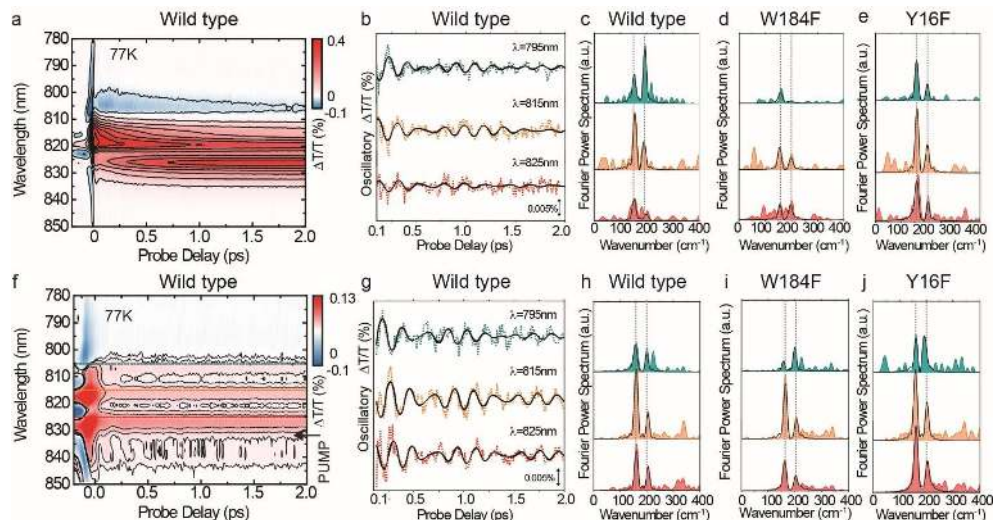 a Wild type
77K
Wavelength (nm)
780
790
800
810
820
830
840
850
0 0.5 1.0 1.5 2.0
Probe Delay (ps)
0.4
0
-0.1
ΔT/T (%)
b Wild type
λ=795nm
λ=815nm
λ=825nm
0.005%
Oscillatory ΔT/T (%)
0.1 0.5 1.0 1.5 2.0
Probe Delay (ps)
c Wild type
Fourier Power Spectrum (a.u.)
0 100 200 300 400
Wavenumber (cm-1)
d W184F
Fourier Power Spectrum (a.u.)
0 100 200 300 400
Wavenumber (cm-1)
e Y16F
Fourier Power Spectrum (a.u.)
0 100 200 300 400
Wavenumber (cm-1)
f Wild type
77K
Wavelength (nm)
780
790
800
810
820
830
840
850
0.0 0.5 1.0 1.5 2.0
Probe Delay (ps)
0.13
0
-0.1
ΔT/T (%)
PUMP
g Wild type
λ=795nm
λ=815nm
λ=825nm
0.005%
Oscillatory ΔT/T (%)
0.1 0.5 1.0 1.5 2.0
Probe Delay (ps)
h Wild type
Fourier Power Spectrum (a.u.)
0 100 200 300 400
Wavenumber (cm-1)
i W184F
Fourier Power Spectrum (a.u.)
0 100 200 300 400
Wavenumber (cm-1)
j Y16F
Fourier Power Spectrum (a.u.)
0 100 200 300 400
Wavenumber (cm-1)